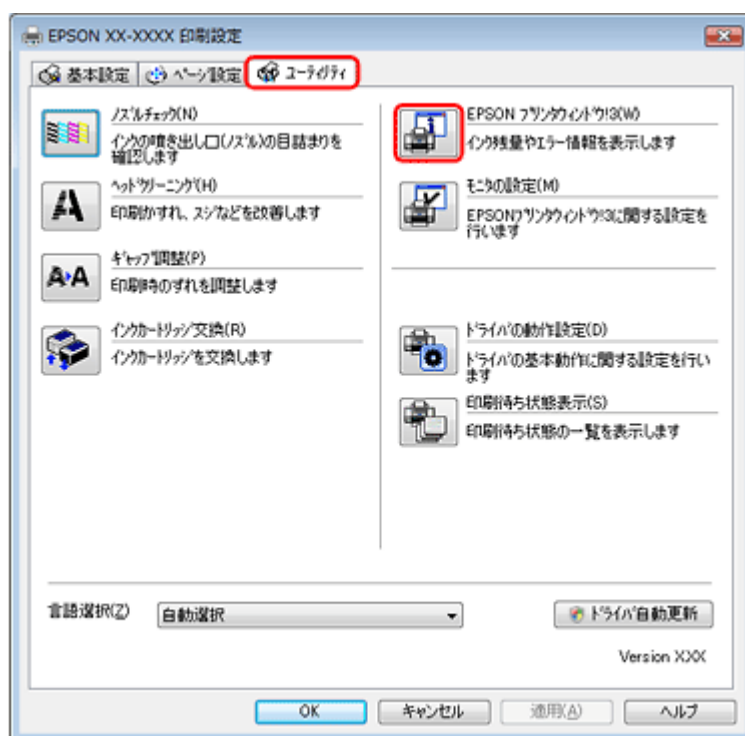 EPSON XX-XXXX 印刷設定
基本設定
ページ設定
ユーティリティ
ノズルチェック(N)
インクの噴き出し口(ノズル)の目詰まりを
確認します
ヘッドクリーニング(H)
印刷かすれ、スジなどを改善します
ギャップ調整(P)
印刷時のずれを調整します
インクカートリッジ交換(R)
インクカートリッジを交換します
EPSON プリンタウィンドウ!3(W)
インク残量やエラー情報を表示します
モニタの設定(M)
EPSONプリンタウィンドウ!3に関する設定を
行います
ドライバの動作設定(D)
ドライバの基本動作に関する設定を行い
ます
印刷待ち状態表示(S)
印刷待ち状態の一覧を表示します
言語選択(Z)
自動選択
ドライバ自動更新
Version XXX
OK
キャンセル
適用(A)
ヘルプ